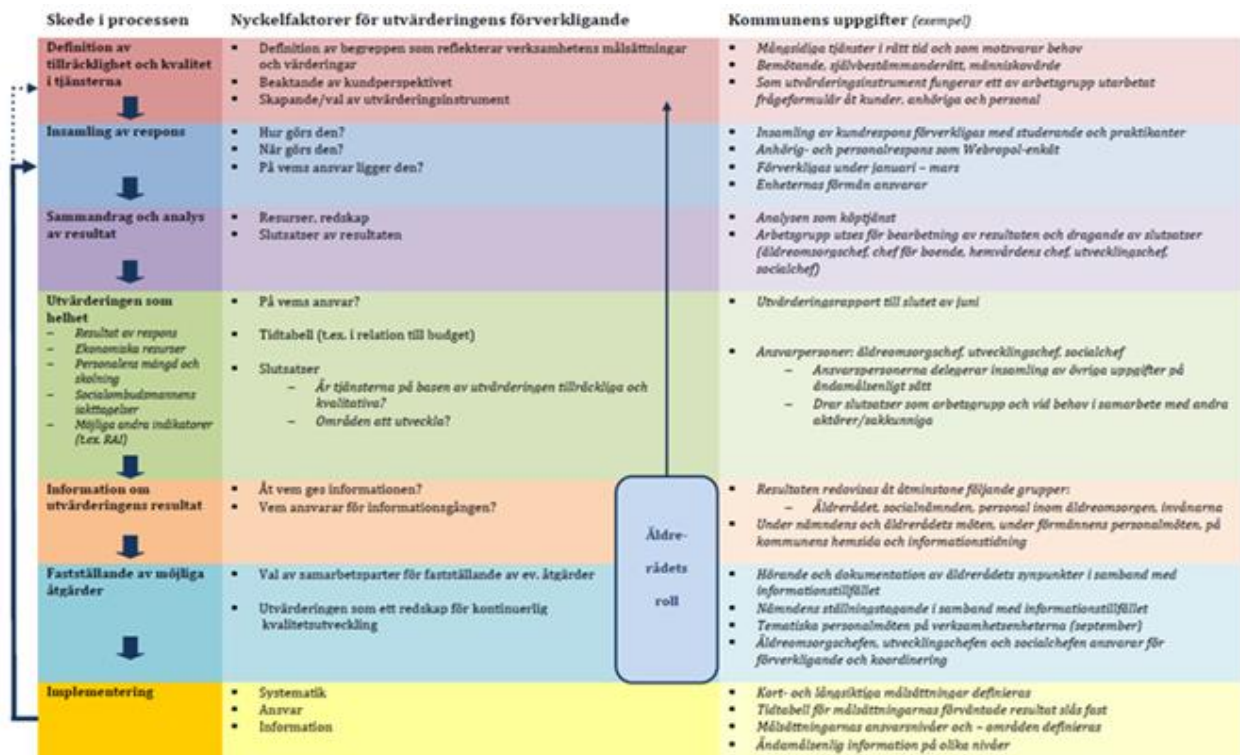 Skede i processen
Nyckelfaktorer för utvärderingens förverkligande
Kommunens uppgifter (exempel)
Definition av
tillräcklighet och kvalitet
i tjänsterna
▪ Definition av begreppen som reflekterar verksamhetens målsättningar
och värderingar
▪ Beaktande av kundperspektivet
▪ Skapande/val av utvärderingsinstrument
▪ Mångsidiga tjänster i rätt tid och som motsvarar behov
▪ Bemötande, självbestämmanderätt, människovärde
▪ Som utvärderingsinstrument fungerar ett av arbetsgrupp utarbetat
frågeformulär åt kunder, anhöriga och personal
Insamling av respons
▪ Hur görs den?
▪ När görs den?
▪ På vems ansvar ligger den?
▪ Insamling av kundrespons förverkligas med studerande och praktikanter
▪ Anhörig- och personalrespons som Webropol-enkät
▪ Förverkligas under januari – mars
▪ Enheternas förmän ansvarar
Sammandrag och analys
av resultat
▪ Resurser, redskap
▪ Slutsatser av resultaten
▪ Analysen som köptjänst
▪ Arbetsgrupp utses för bearbetning av resultaten och dragande av slutsatser
(äldreomsorgschef, chef för boende, hemvårdens chef, utvecklingschef,
socialchef)
Utvärderingen som
helhet
– Resultat av respons
– Ekonomiska resurser
– Personalens mängd och
skolning
– Socialombudsmannens
iakttagelser
– Möjliga andra indikatorer
(t.ex. RAI)
▪ På vems ansvar?
▪ Tidtabell (t.ex. i relation till budget)
▪ Slutsatser
– Är tjänsterna på basen av utvärderingen tillräckliga och
kvalitativa?
– Områden att utveckla?
▪ Utvärderingsrapport till slutet av juni
▪ Ansvarpersoner: äldreomsorgschef, utvecklingschef, socialchef
– Ansvarspersonerna delegerar insamling av övriga uppgifter på
ändamålsenligt sätt
– Drar slutsatser som arbetsgrupp och vid behov i samarbete med andra
aktörer/sakkunniga
Information om
utvärderingens resultat
▪ Åt vem ges informationen?
▪ Vem ansvarar för informationsgången?
▪ Resultaten redovisas åt åtminstone följande grupper:
– Äldrerådet, socialnämnden, personal inom äldreomsorgen, invånarna
▪ Under nämndens och äldrerådets möten, under förmännens personalmöten, på
kommunens hemsida och informationstidning
Äldre-
rådets
roll
Fastställande av möjliga
åtgärder
▪ Val av samarbetsparter för fastställande av ev. åtgärder
▪ Utvärderingen som ett redskap för kontinuerlig
kvalitetsutveckling
▪ Hörande och dokumentation av äldrerådets synpunkter i samband med
informationstillfället
▪ Nämndens ställningstagande i samband med informationstillfället
▪ Tematiska personalmöten på verksamhetsenheterna (september)
▪ Äldreomsorgschefen, utvecklingschefen och socialchefen ansvarar för
förverkligande och koordinering
Implementering
▪ Systematik
▪ Ansvar
▪ Information
▪ Kort- och långsiktiga målsättningar definieras
▪ Tidtabell för målsättningarnas förväntade resultat slås fast
▪ Målsättningarnas ansvarsnivåer och – områden definieras
▪ Ändamålsenlig information på olika nivåer